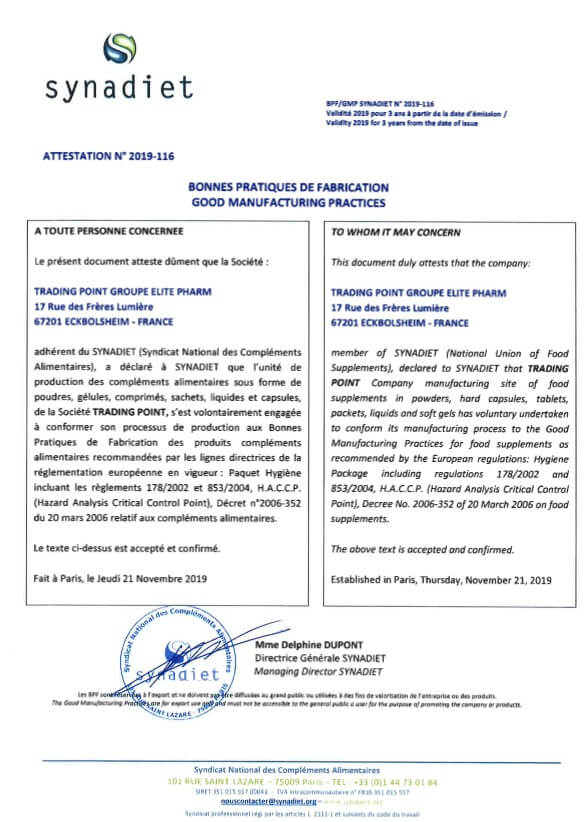 synadiet
BPF/GMP SYNADIET N° 2019-116
Validité 2019 pour 3 ans à partir de la date d'émission /
Validity 2019 for 3 years from the date of issue
ATTESTATION N° 2019-116
BONNES PRATIQUES DE FABRICATION
GOOD MANUFACTURING PRACTICES
A TOUTE PERSONNE CONCERNEE
Le présent document atteste dûment que la Société :
TRADING POINT GROUPE ELITE PHARM
17 Rue des Frères Lumière
67201 ECKBOLSHEIM - FRANCE
adhérent du SYNADIET (Syndicat National des Compléments
Alimentaires), a déclaré à SYNADIET que l'unité de
production des compléments alimentaires sous forme de
poudres, gélules, comprimés, sachets, liquides et capsules,
de la Société TRADING POINT, s'est volontairement engagée
à conformer son processus de production aux Bonnes
Pratiques de Fabrication des produits compléments
alimentaires recommandées par les lignes directrices de la
réglementation européenne en vigueur : Paquet Hygiène
incluant les règlements 178/2002 et 853/2004, H.A.C.C.P.
(Hazard Analysis Critical Control Point), Décret n°2006-352
du 20 mars 2006 relatif aux compléments alimentaires.
Le texte ci-dessus est accepté et confirmé.
Fait à Paris, le Jeudi 21 Novembre 2019
TO WHOM IT MAY CONCERN
This document duly attests that the company:
TRADING POINT GROUPE ELITE PHARM
17 Rue des Frères Lumière
67201 ECKBOLSHEIM - FRANCE
member of SYNADIET (National Union of Food
Supplements), declared to SYNADIET that TRADING
POINT Company manufacturing site of food
supplements in powders, hard capsules, tablets,
packets, liquids and soft gels has voluntary undertaken
to conform its manufacturing process to the Good
Manufacturing Practices for food supplements as
recommended by the European regulations: Hygiene
Package including regulations 178/2002 and
853/2004, H.A.C.C.P. (Hazard Analysis Critical Control
Point), Decree No. 2006-352 of 20 March 2006 on food
supplements.
The above text is accepted and confirmed.
Established in Paris, Thursday, November 21, 2019
Syndicat National des Compléments Alimentaires
synadiet
SAINT LAZARE - 75009
Mme Delphine DUPONT
Directrice Générale SYNADIET
Managing Director SYNADIET
Les BPF sont réservées à l'export et ne doivent pas être diffusées au grand public ou utilisées à des fins de valorisation de l'entreprise ou des produits.
The Good Manufacturing Practices are for export use only and must not be accessible to the general public a user for the purpose of promoting the company or products.
Syndicat National des Compléments Alimentaires
101 RUE SAINT LAZARE – 75009 Paris – TEL : +33 (0)1 44 73 01 84
SIRET 351 015 557 00041 - TVA intracommunautaire n° FR36 351 015 557
nouscontacter@synadiet.org – www.synadiet.org
Syndicat professionnel régi par les articles L. 2111-1 et suivants du code du travail